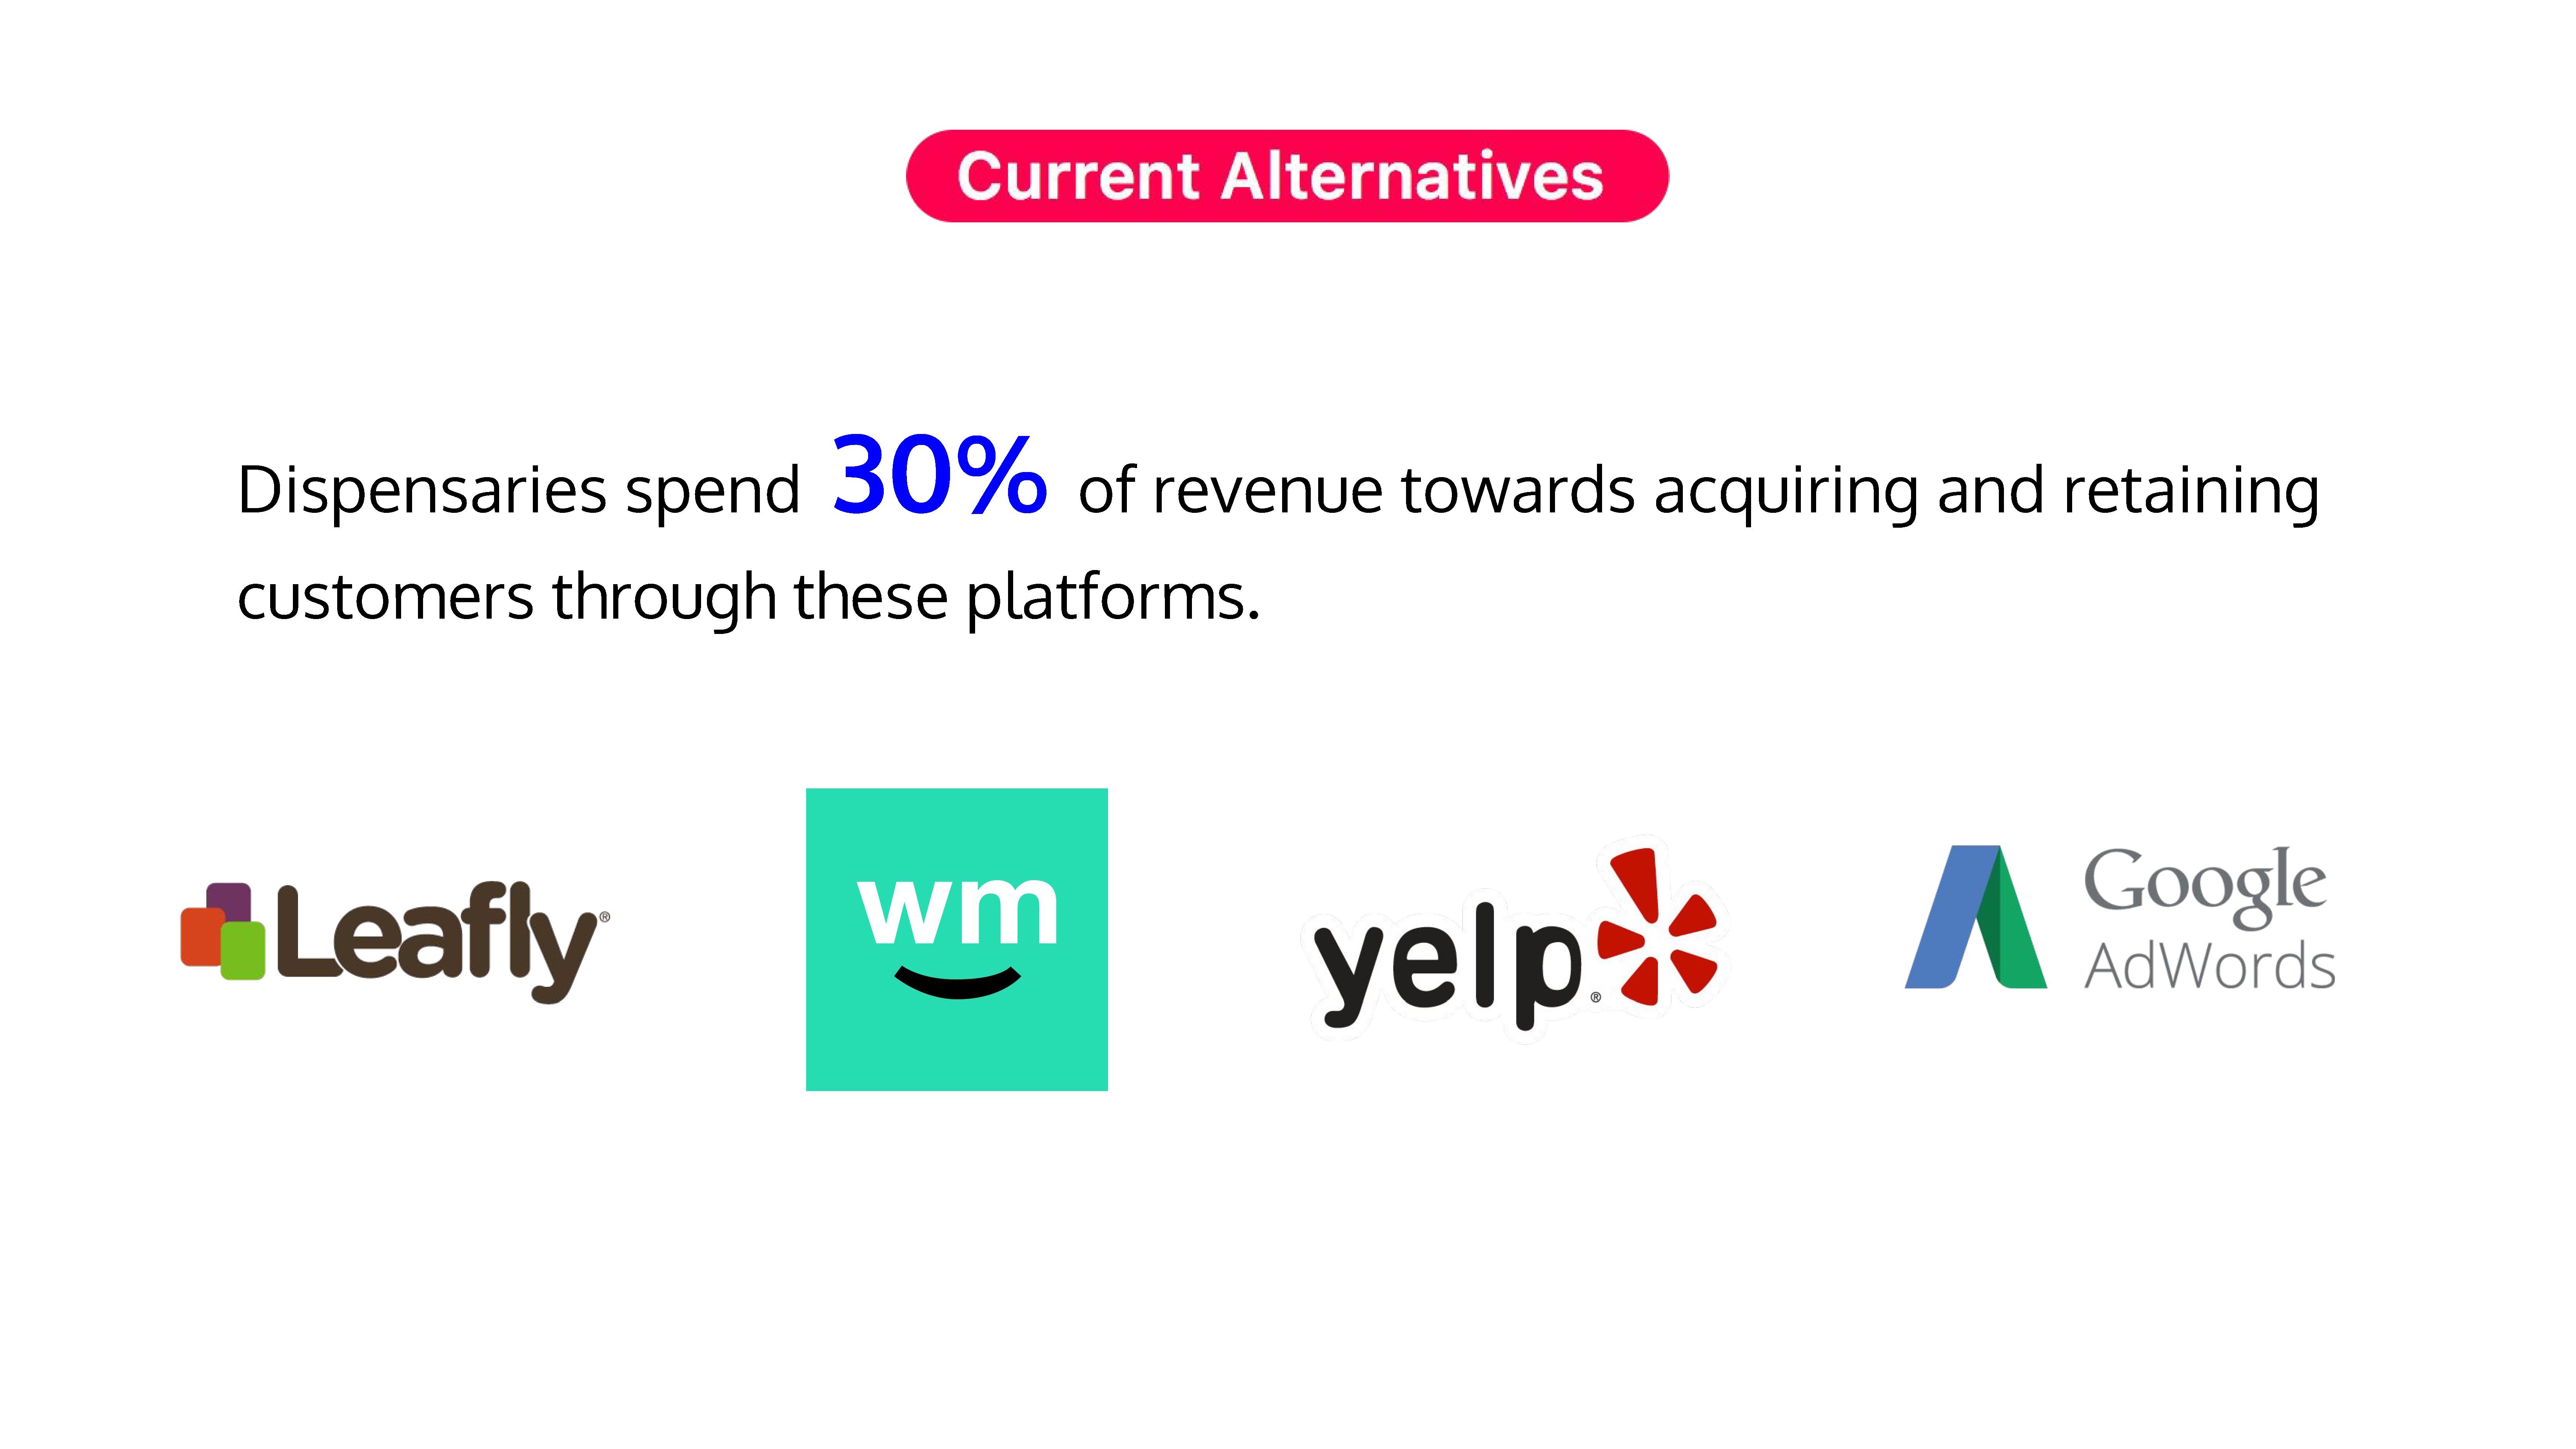 Current Alternatives
Dispensaries spend 30% of revenue towards acquiring and retaining
customers through these platforms.
Leafly®
wm
yelp®
Google
AdWords